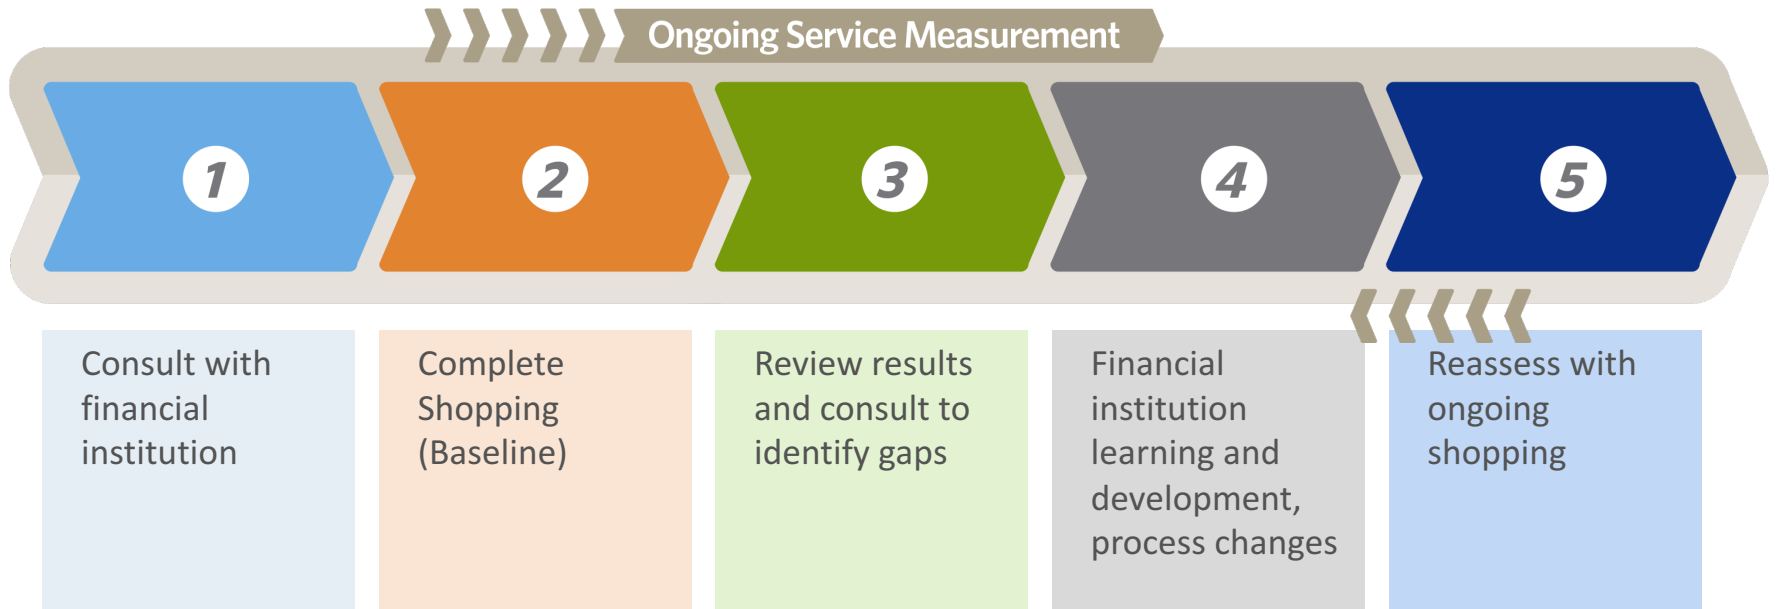 Ongoing Service Measurement
1
2
3
4
5
Consult with
financial
institution
Complete
Shopping
(Baseline)
Review results
and consult to
identify gaps
Financial
institution
learning and
development,
process changes
Reassess with
ongoing
shopping